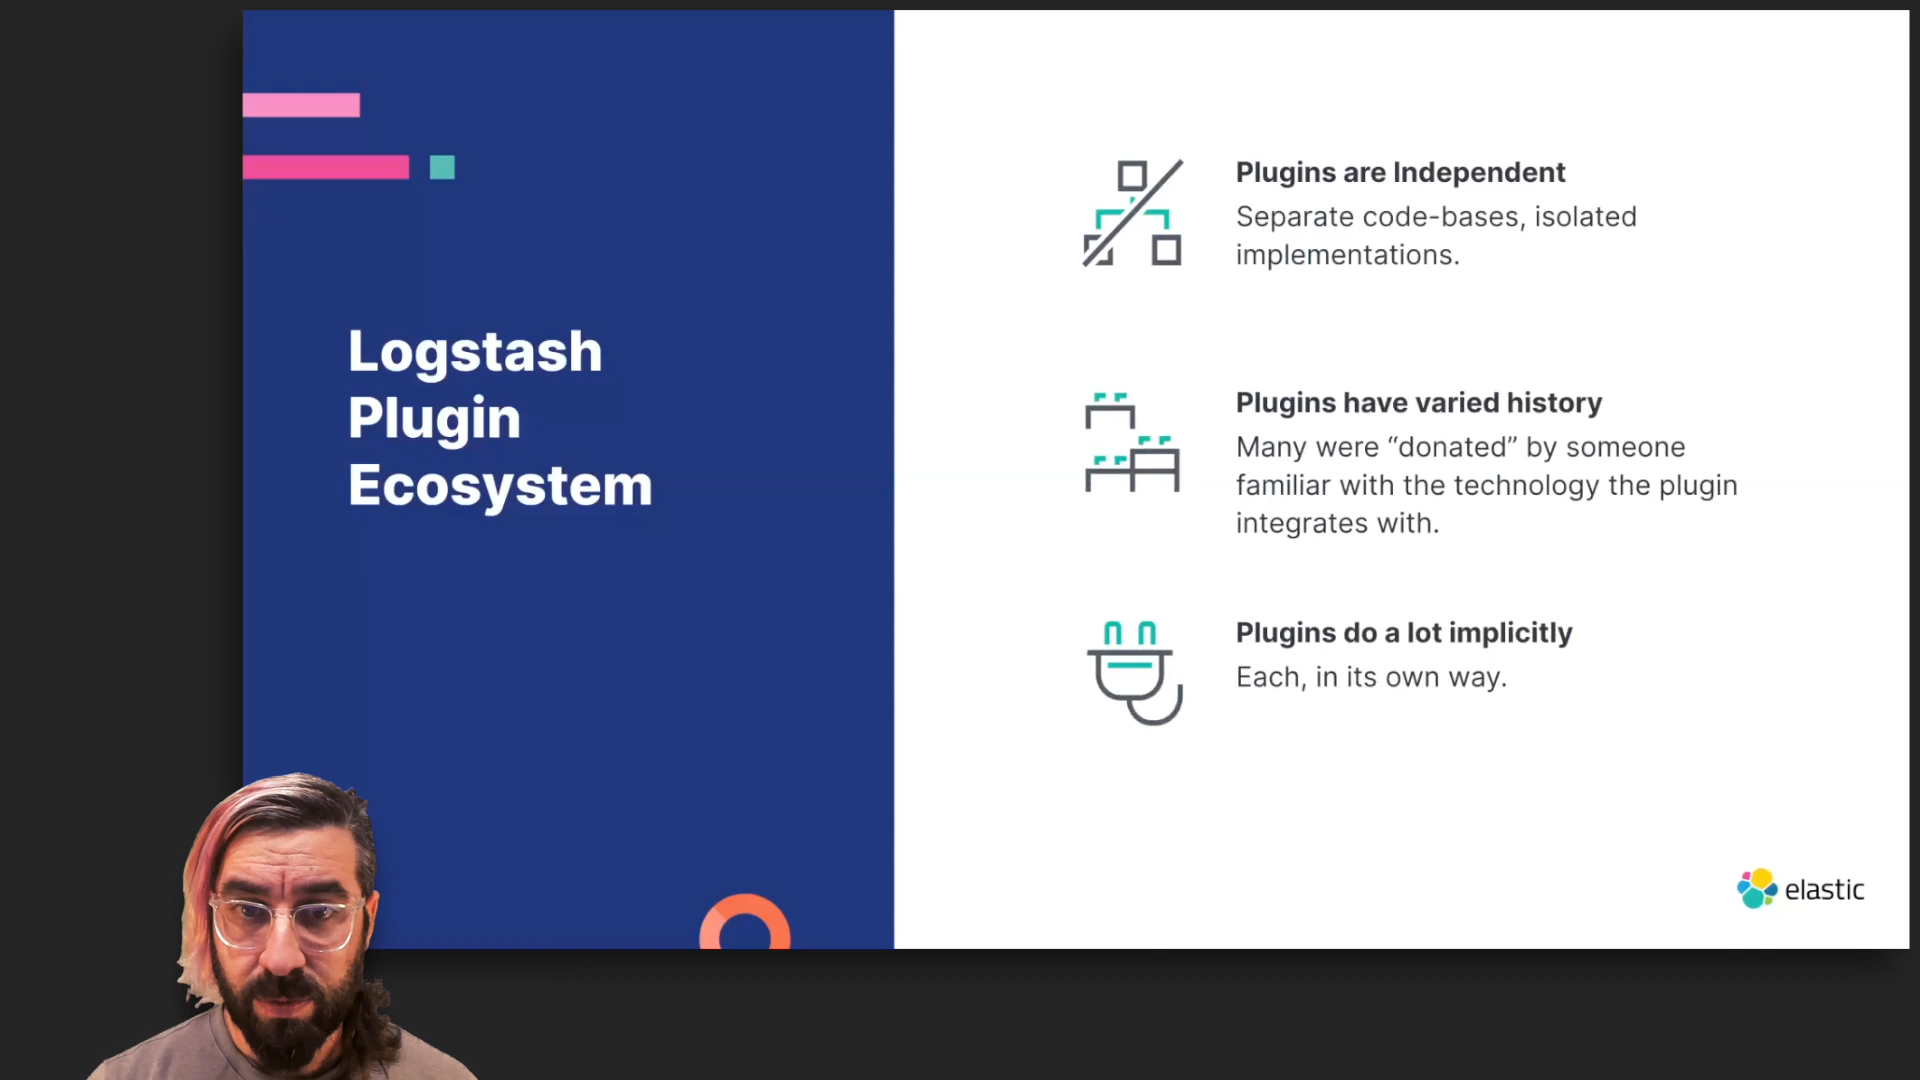 Logstash
Plugin
Ecosystem
Plugins are Independent
Separate code-bases, isolated
implementations.
Plugins have varied history
Many were “donated” by someone
familiar with the technology the plugin
integrates with.
Plugins do a lot implicitly
Each, in its own way.
elastic